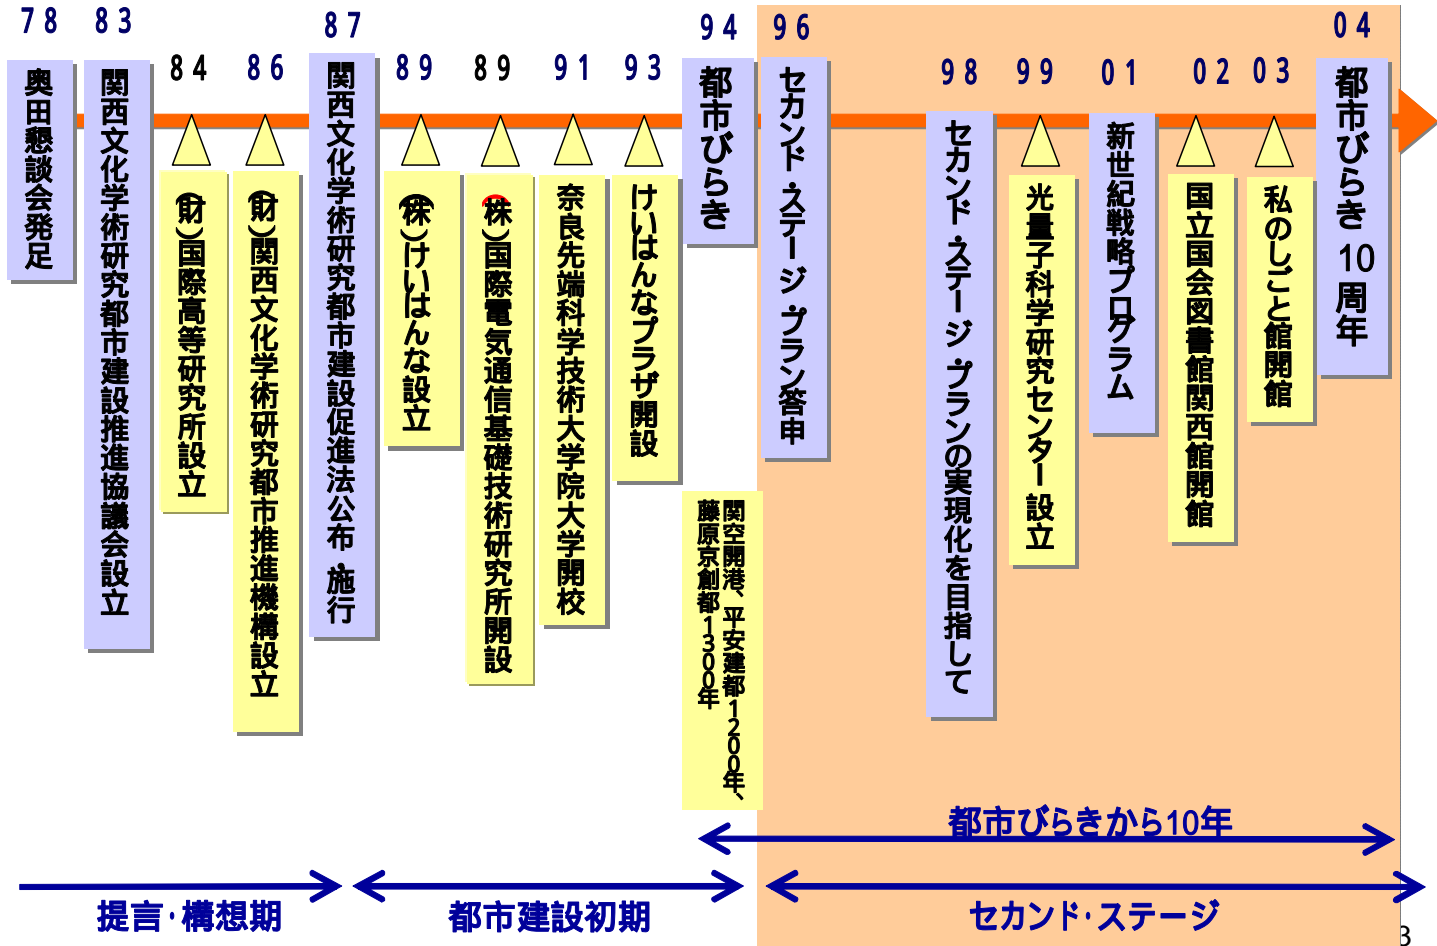 78
奥田懇談会発足
83
関西文化学術研究都市建設推進協議会設立
84
(財)国際高等研究所設立
86
(財)関西文化学術研究都市推進機構設立
87
関西文化学術研究都市建設促進法公布・施行
89
(株)けいはんな設立
89
(株)国際電気通信基礎技術研究所開設
91
奈良先端科学技術大学院大学開校
93
けいはんなプラザ開設
94
都市びらき
関空開港、平安建都1200年、
藤原京創都1300年
96
セカンド・ステージ・プラン答申
98
セカンド・ステージ・プランの実現化を目指して
99
光量子科学研究センター設立
01
新世紀戦略プログラム
02
国立国会図書館関西館開館
03
私のしごと館開館
04
都市びらき10周年
都市びらきから10年
提言・構想期
都市建設初期
セカンド・ステージ
3